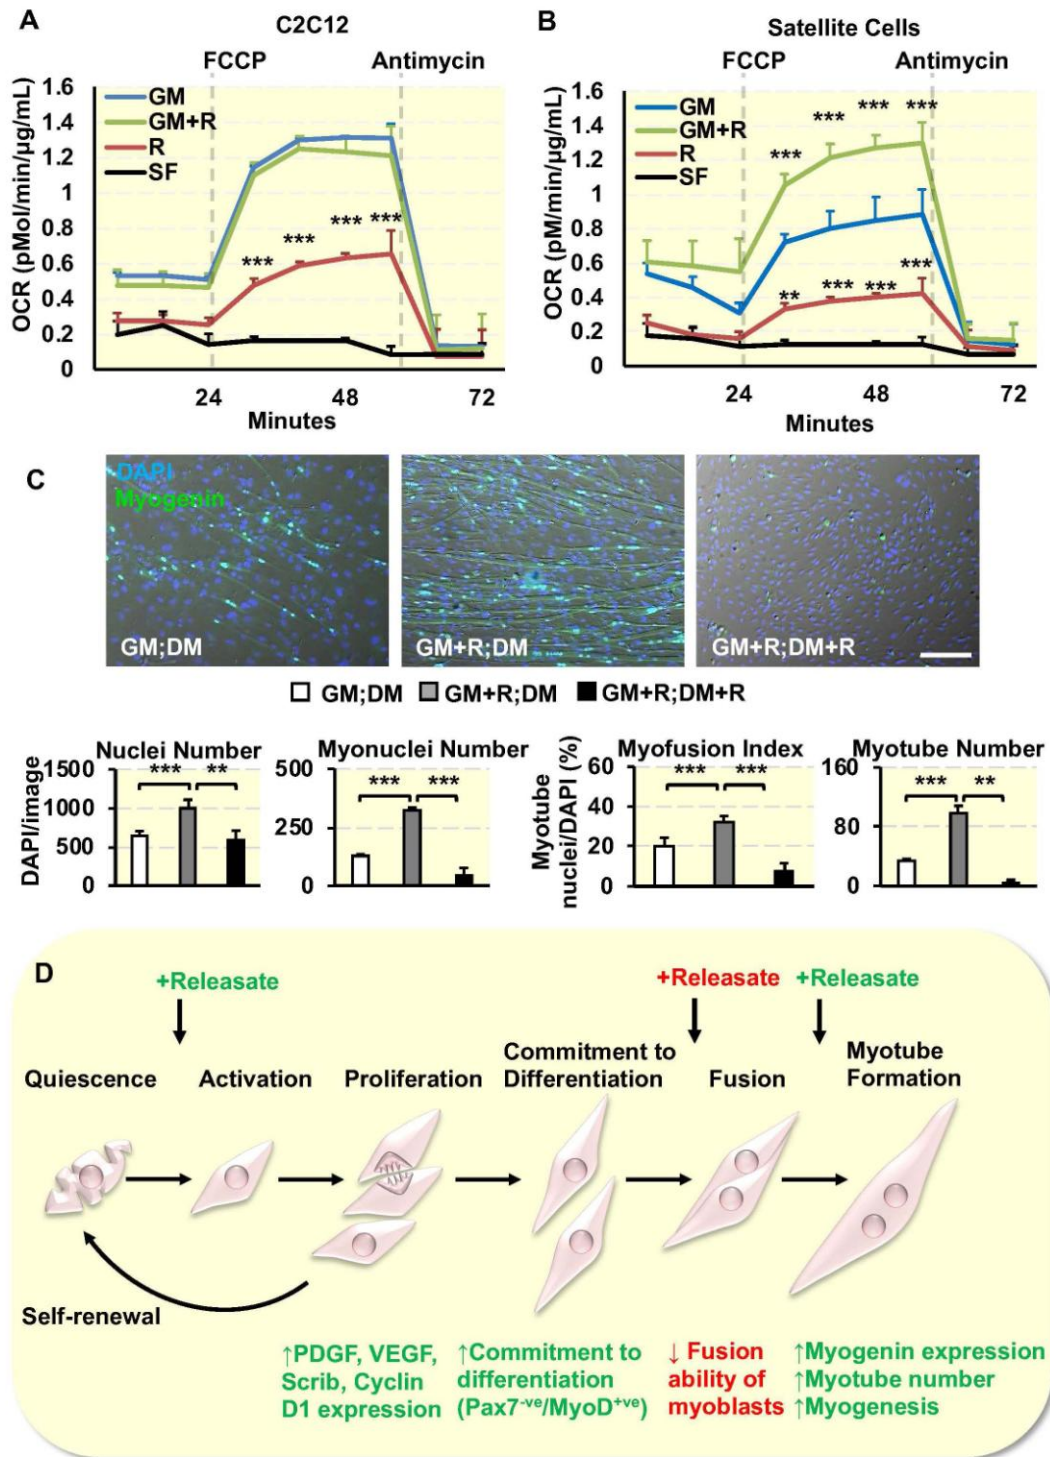 A
C2C12
FCCP
Antimycin
OCR (pMol/min/µg/mL)
1.6
1.4
1.2
1
0.8
0.6
0.4
0.2
0
GM
GM+R
R
SF
*** *** *** ***
24 48 72
Minutes
B
Satellite Cells
FCCP
Antimycin
OCR (pM/min/µg/mL)
1.6
1.4
1.2
1
0.8
0.6
0.4
0.2
0
GM
GM+R
R
SF
*** *** *** ***
** *** *** ***
24 48 72
Minutes
C
DAPI
Myogenin
GM;DM
GM+R;DM
GM+R;DM+R
GM;DM GM+R;DM GM+R;DM+R
Nuclei Number
DAPI/image
1500
1000
500
0
*** **
Myonuclei Number
500
250
0
*** ***
Myofusion Index
Myotube
nuclei/DAPI (%)
60
40
20
0
*** ***
Myotube Number
160
80
0
*** **
D
+Releasate
+Releasate
+Releasate
Quiescence
Activation
Proliferation
Commitment to
Differentiation
Fusion
Myotube
Formation
Self-renewal
↑PDGF, VEGF,
Scrib, Cyclin
D1 expression
↑Commitment to
differentiation
(Pax7-ve/MyoD+ve)
↓ Fusion
ability of
myoblasts
↑Myogenin expression
↑Myotube number
↑Myogenesis